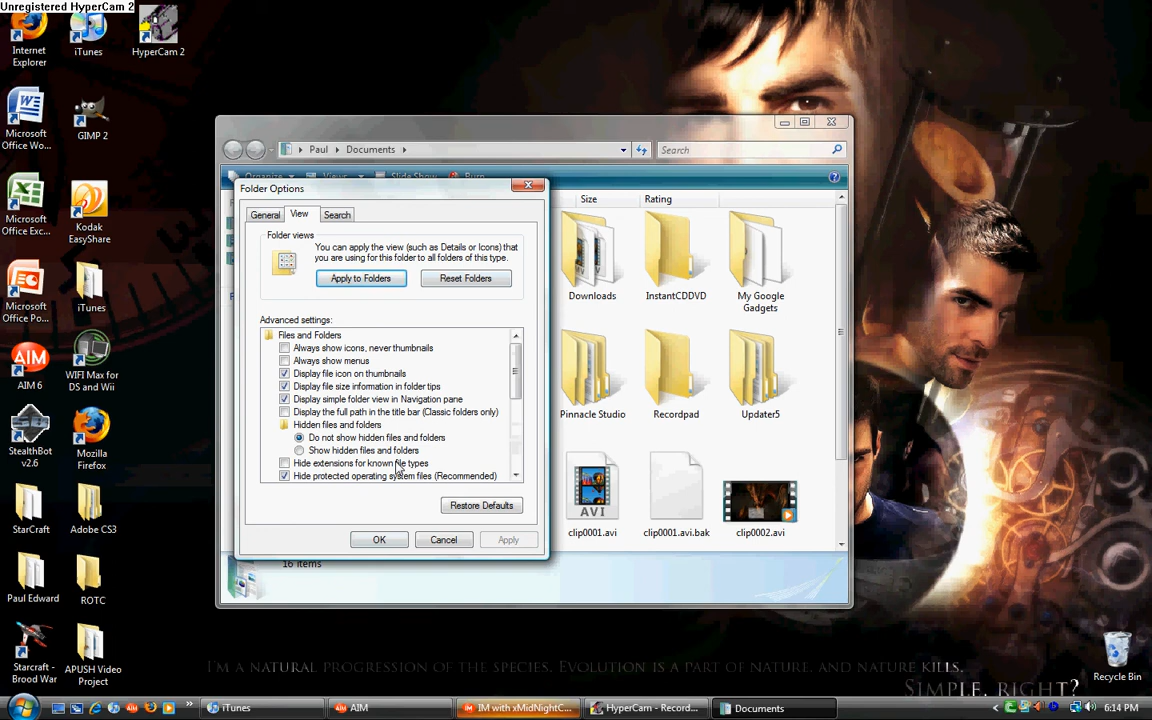 Unregistered HyperCam 2
Internet
Explorer
iTunes
HyperCam 2
Microsoft
Office Wo...
GIMP 2
Microsoft
Office Exc...
Kodak
EasyShare
Microsoft
Office Po...
iTunes
AIM 6
WIFI Max for
DS and Wii
StealthBot
v2.6
Mozilla
Firefox
StarCraft
Adobe CS3
Paul Edward
ROTC
Starcraft -
Brood War
APUSH Video
Project
Paul
Documents
Search
Organize
Views
Slide Show
Burn
Size
Rating
Folder Options
General
View
Search
Folder views
You can apply the view (such as Details or Icons) that
you are using for this folder to all folders of this type.
Apply to Folders
Reset Folders
Advanced settings:
Files and Folders
Always show icons, never thumbnails
Always show menus
Display file icon on thumbnails
Display file size information in folder tips
Display simple folder view in Navigation pane
Display the full path in the title bar (Classic folders only)
Hidden files and folders
Do not show hidden files and folders
Show hidden files and folders
Hide extensions for known file types
Hide protected operating system files (Recommended)
Restore Defaults
OK
Cancel
Apply
Downloads
InstantCDDVD
My Google
Gadgets
Pinnacle Studio
Recordpad
Updater5
AVI
clip0001.avi
clip0001.avi.bak
clip0002.avi
16 items
I'M A NATURAL PROGRESSION OF THE SPECIES. EVOLUTION IS A PART OF NATURE, AND NATURE KILLS.
SIMPLE, RIGHT?
Recycle Bin
iTunes
AIM
IM with xMidNightC...
HyperCam - Record...
Documents
6:14 PM